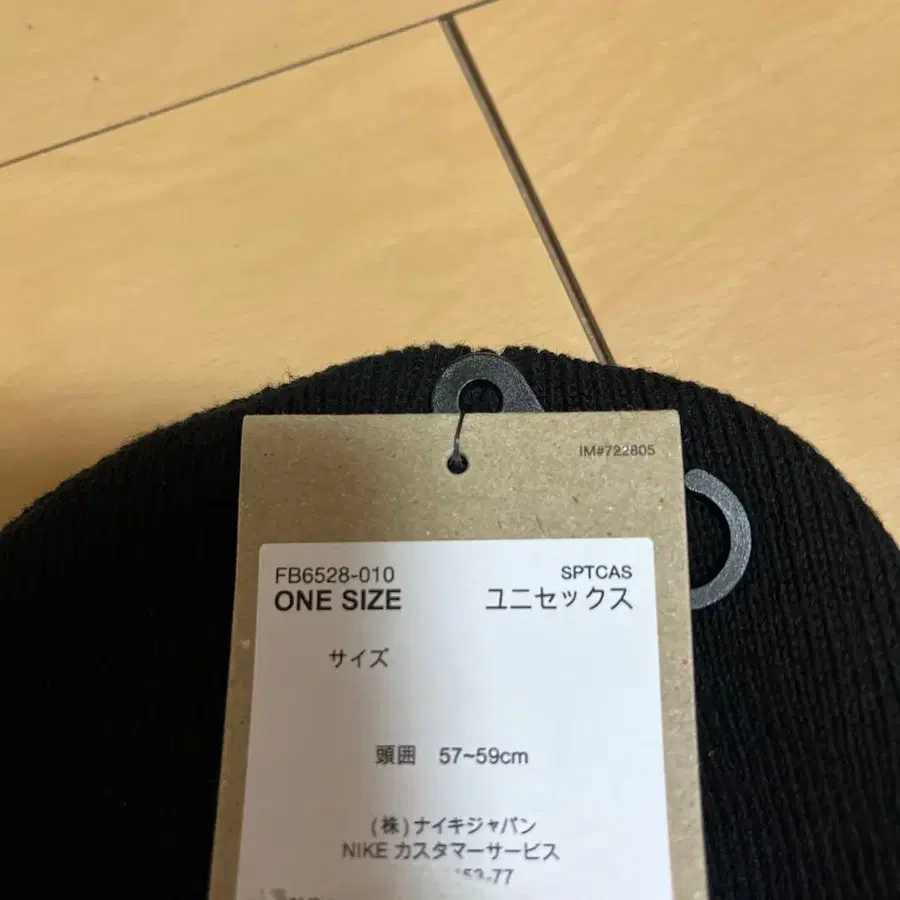 IM#722805
FB6528-010 SPTCAS
ONE SIZE ユニセックス
サイズ
頭囲 57~59cm
(株)ナイキジャパン
NIKE カスタマーサービス